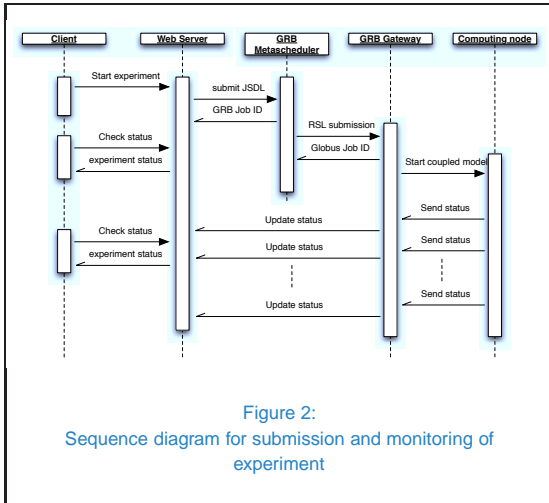 Client Web Server GRB Metascheduler GRB Gateway Computing node
Start experiment
submit JSDL
GRB Job ID
RSL submission
Check status
Globus Job ID
experiment status
Start coupled model
Send status
Update status
Check status
Send status
Update status
experiment status
Send status
Update status
Figure 2:
Sequence diagram for submission and monitoring of
experiment